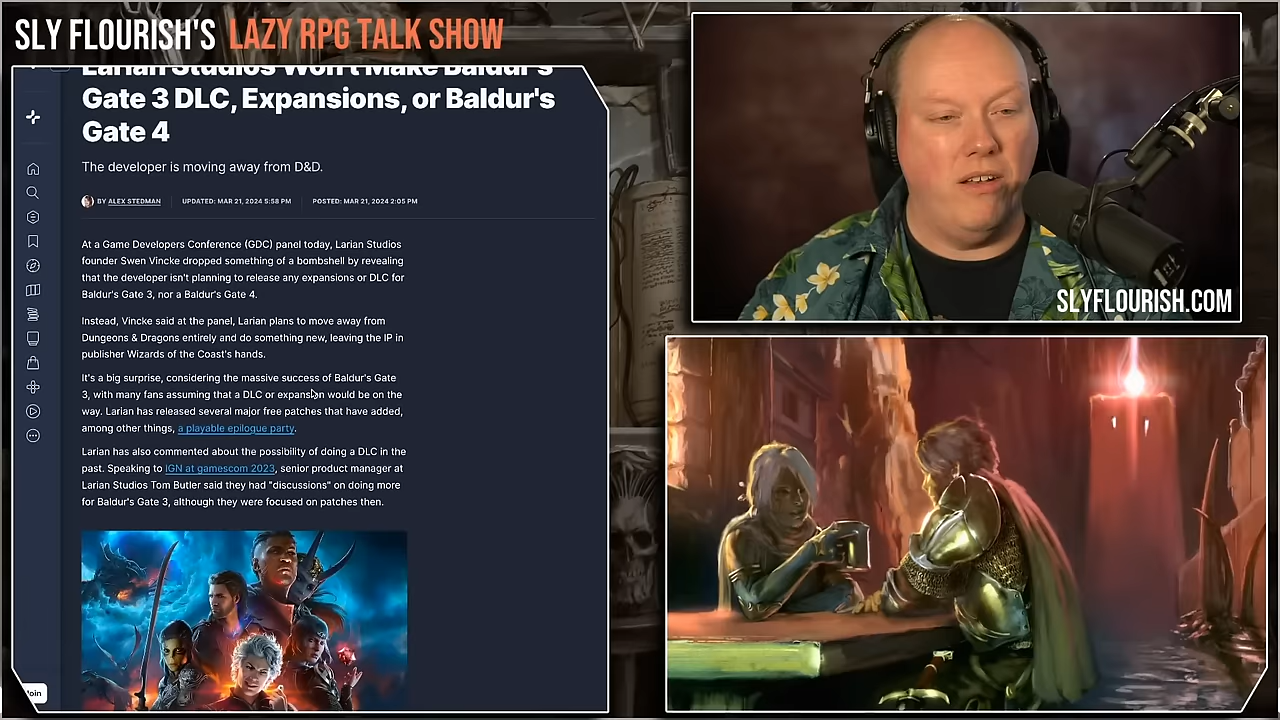 SLY FLOURISH'S LAZY RPG TALK SHOW
Larian Studios Won't Make Baldur's
Gate 3 DLC, Expansions, or Baldur's
Gate 4
The developer is moving away from D&D.
BY ALEX STEDMAN UPDATED: MAR 21, 2024 5:58 PM POSTED: MAR 21, 2024 2:05 PM
At a Game Developers Conference (GDC) panel today, Larian Studios
founder Swen Vincke dropped something of a bombshell by revealing
that the developer isn't planning to release any expansions or DLC for
Baldur's Gate 3, nor a Baldur's Gate 4.
Instead, Vincke said at the panel, Larian plans to move away from
Dungeons & Dragons entirely and do something new, leaving the IP in
publisher Wizards of the Coast's hands.
It's a big surprise, considering the massive success of Baldur's Gate
3, with many fans assuming that a DLC or expansion would be on the
way. Larian has released several major free patches that have added,
among other things, a playable epilogue party.
Larian has also commented about the possibility of doing a DLC in the
past. Speaking to IGN at gamescom 2023, senior product manager at
Larian Studios Tom Butler said they had "discussions" on doing more
for Baldur's Gate 3, although they were focused on patches then.
SLYFLOURISH.COM